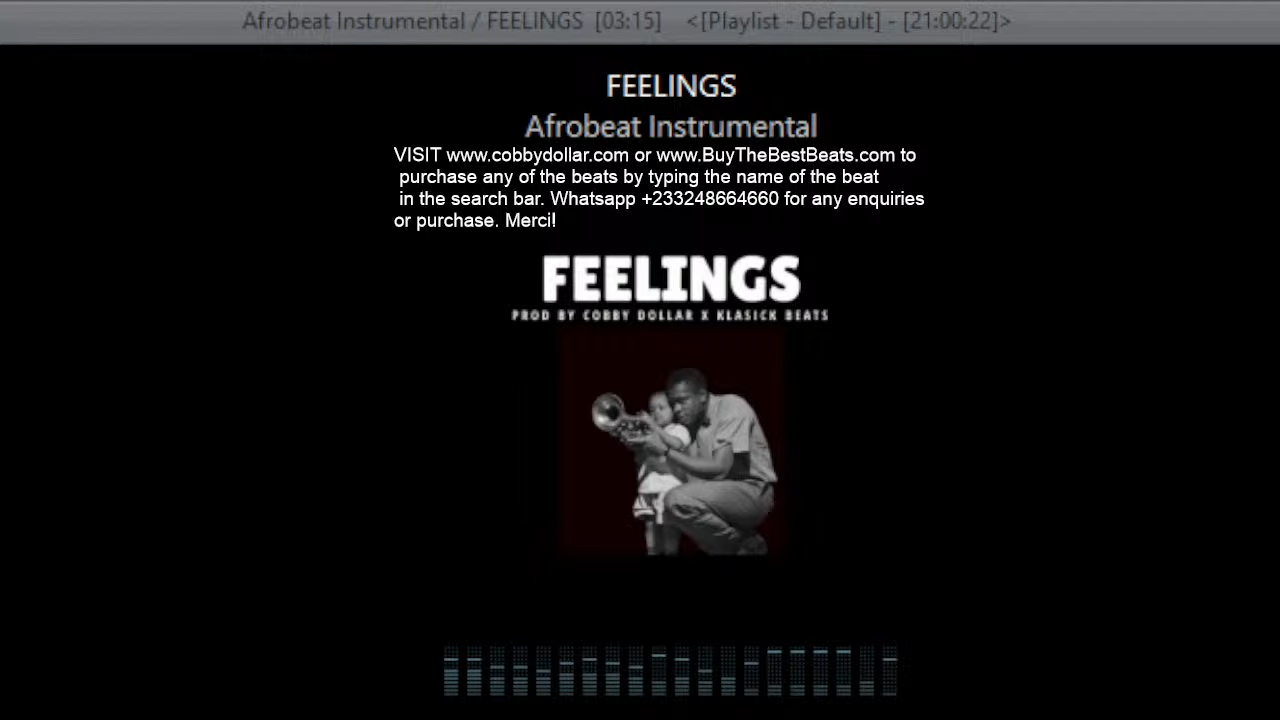 Afrobeat Instrumental / FEELINGS [03:15] <[Playlist - Default] - [21:00:22]>
FEELINGS
Afrobeat Instrumental
VISIT www.cobbydollar.com or www.BuyTheBestBeats.com to
purchase any of the beats by typing the name of the beat
in the search bar. Whatsapp +233248664660 for any enquiries
or purchase. Merci!
FEELINGS
PROD BY COBBY DOLLAR X KLASICK BEATS